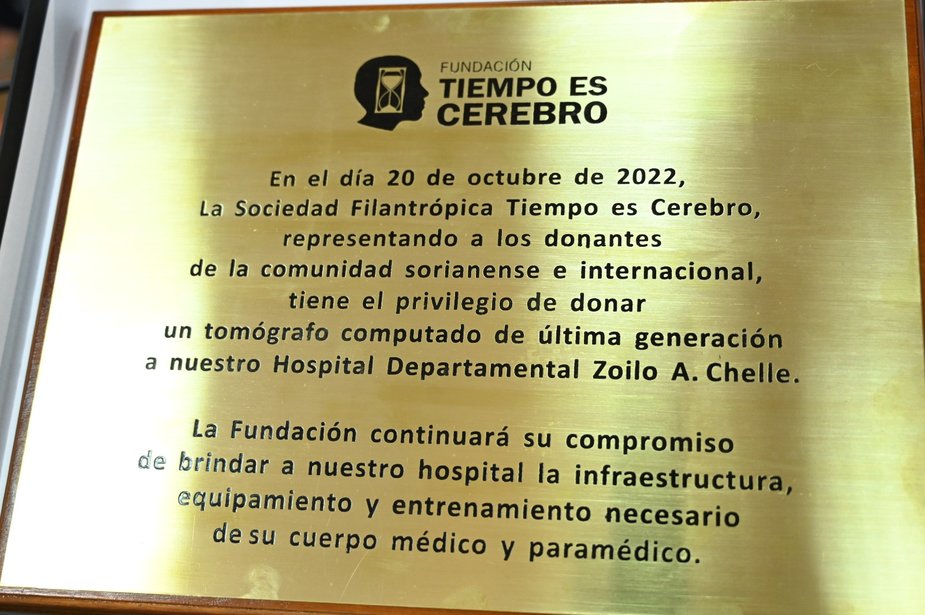 FUNDACIÓN
TIEMPO ES
CEREBRO
En el día 20 de octubre de 2022,
La Sociedad Filantrópica Tiempo es Cerebro,
representando a los donantes
de la comunidad sorianense e internacional,
tiene el privilegio de donar
un tomógrafo computado de última generación
a nuestro Hospital Departamental Zoilo A. Chelle.
La Fundación continuará su compromiso
de brindar a nuestro hospital la infraestructura,
equipamiento y entrenamiento necesario
de su cuerpo médico y paramédico.